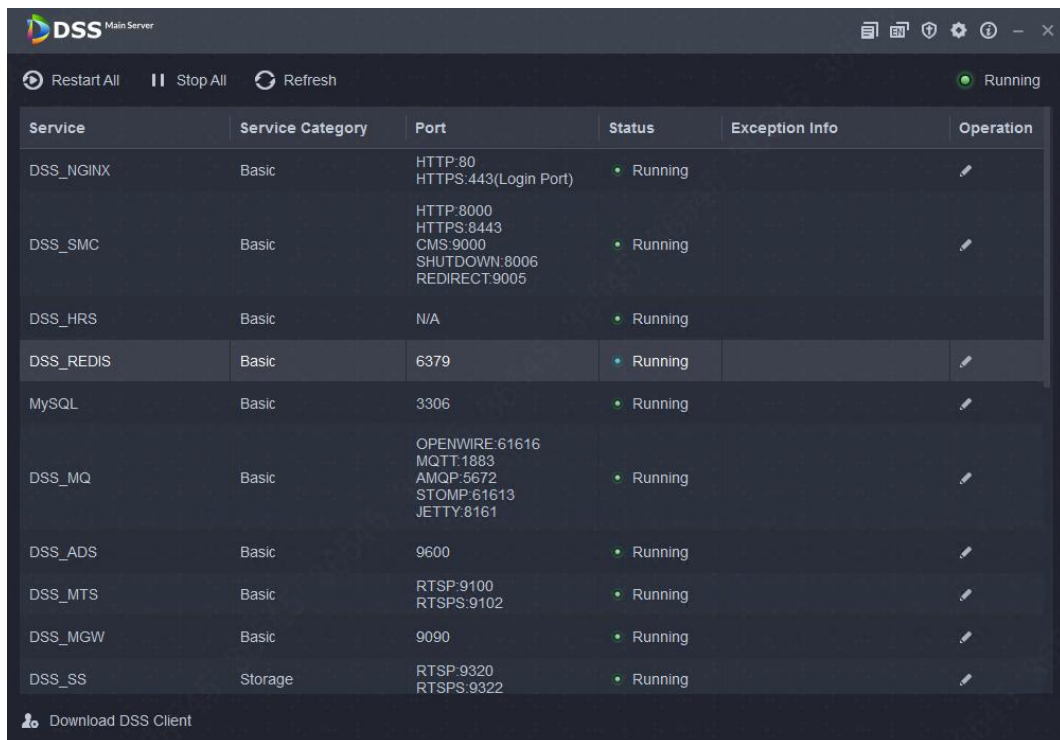 DSS Main Server
EN
Restart All Stop All Refresh Running
Service Service Category Port Status Exception Info Operation
DSS_NGINX Basic HTTP:80 Running
HTTPS:443(Login Port)
HTTP:8000
HTTPS:8443
DSS_SMC Basic CMS:9000 Running
SHUTDOWN:8006
REDIRECT:9005
DSS_HRS Basic N/A Running
DSS_REDIS Basic 6379 Running
MySQL Basic 3306 Running
OPENWIRE:61616
MQTT:1883
DSS_MQ Basic AMQP:5672 Running
STOMP:61613
JETTY:8161
DSS_ADS Basic 9600 Running
DSS_MTS Basic RTSP:9100 Running
RTSPS:9102
DSS_MGW Basic 9090 Running
DSS_SS Storage RTSP:9320 Running
RTSPS:9322
Download DSS Client